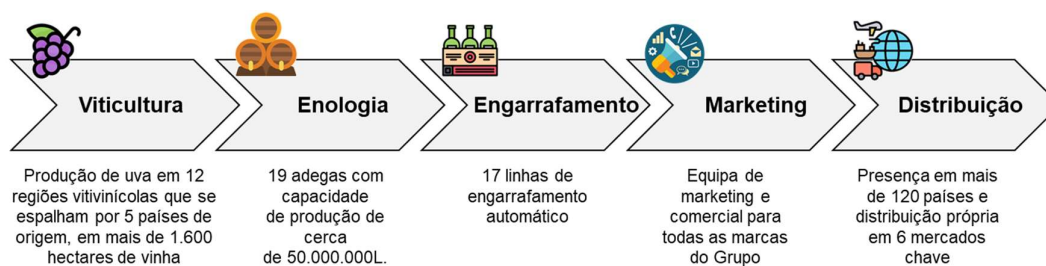 Viticultura
Enologia
Engarrafamento
Marketing
Distribuição
Produção de uva em 12
regiões vitivinícolas que se
espalham por 5 países de
origem, em mais de 1.600
hectares de vinha
19 adegas com
capacidade
de produção de
cerca
de 50.000.000L.
17 linhas de
engarrafamento
automático
Equipa de
marketing e
comercial para
todas as marcas
do Grupo
Presença em mais
de 120 países e
distribuição própria
em 6 mercados
chave